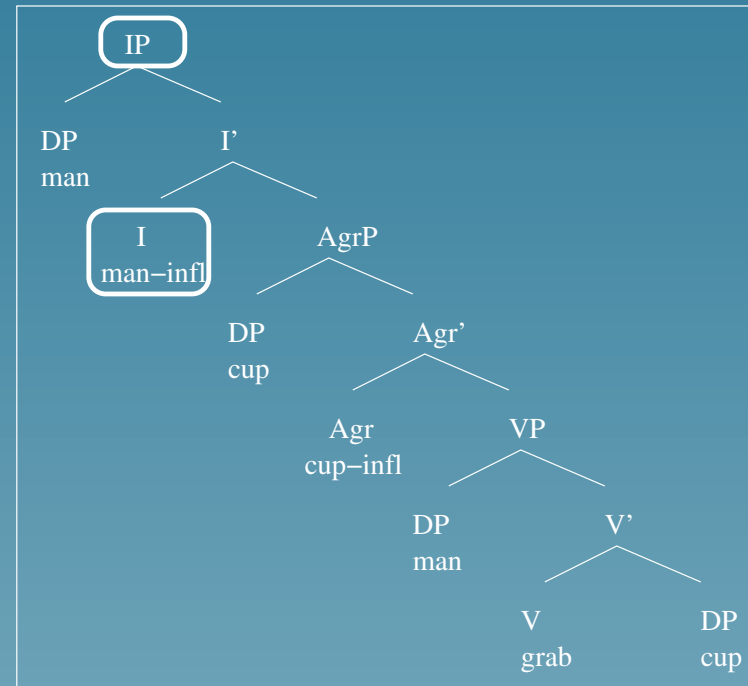 IP
DP I’
man
I AgrP
man–infl
DP Agr’
cup
Agr VP
cup–infl
DP V’
man
V DP
grab cup